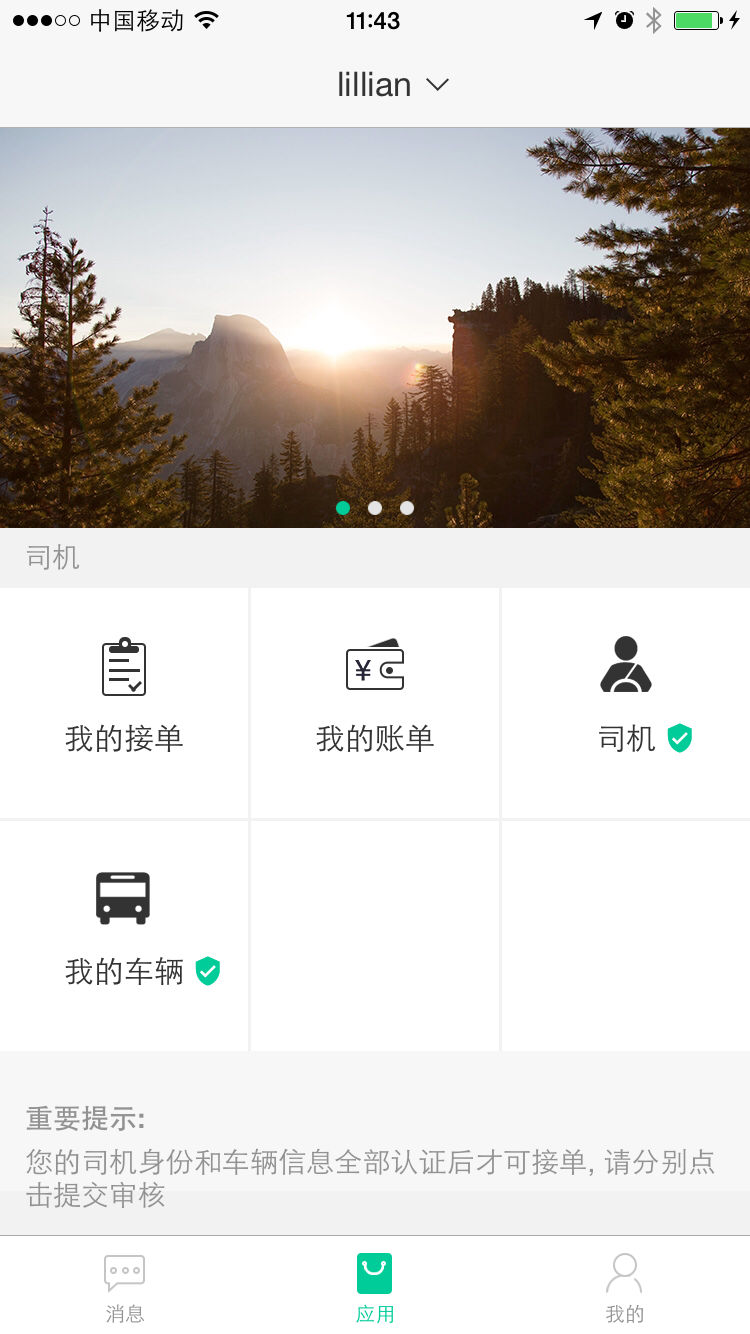 中国移动 11:43
lillian
司机
我的接单 我的账单 司机
我的车辆
重要提示:
您的司机身份和车辆信息全部认证后才可接单, 请分别点
击提交审核
消息 应用 我的